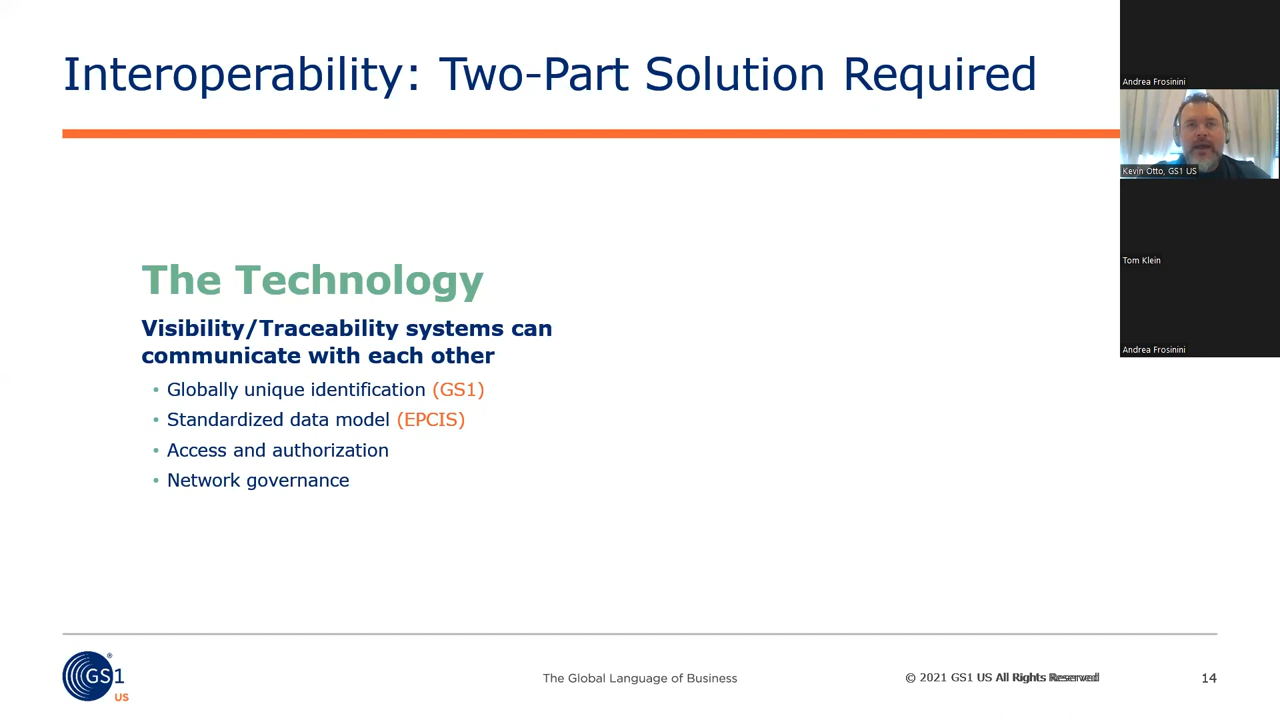 Interoperability: Two-Part Solution Required
Andrea Frosinini
Kevin Otto, GS1 US
Tom Klein
Andrea Frosinini
The Technology
Visibility/Traceability systems can
communicate with each other
• Globally unique identification (GS1)
• Standardized data model (EPCIS)
• Access and authorization
• Network governance
GS1 ®
US
The Global Language of Business
© 2021 GS1 US All Rights Reserved
14